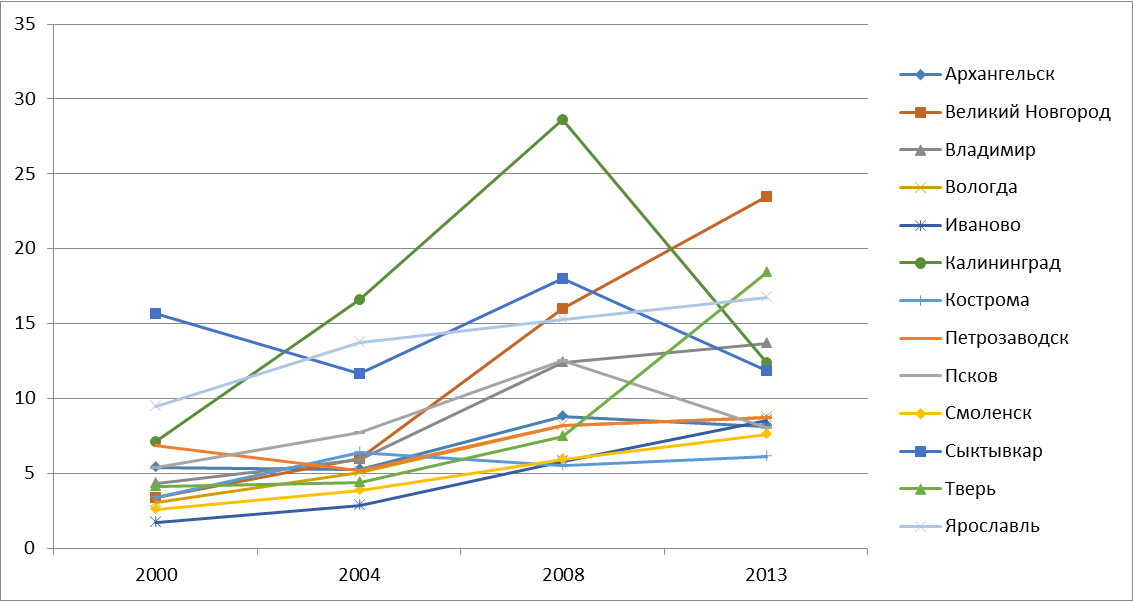 35
30
25
20
15
10
5
0
2000 2004 2008 2013
Архангельск
Великий Новгород
Владимир
Вологда
Иваново
Калининград
Кострома
Петрозаводск
Псков
Смоленск
Сыктывкар
Тверь
Ярославль